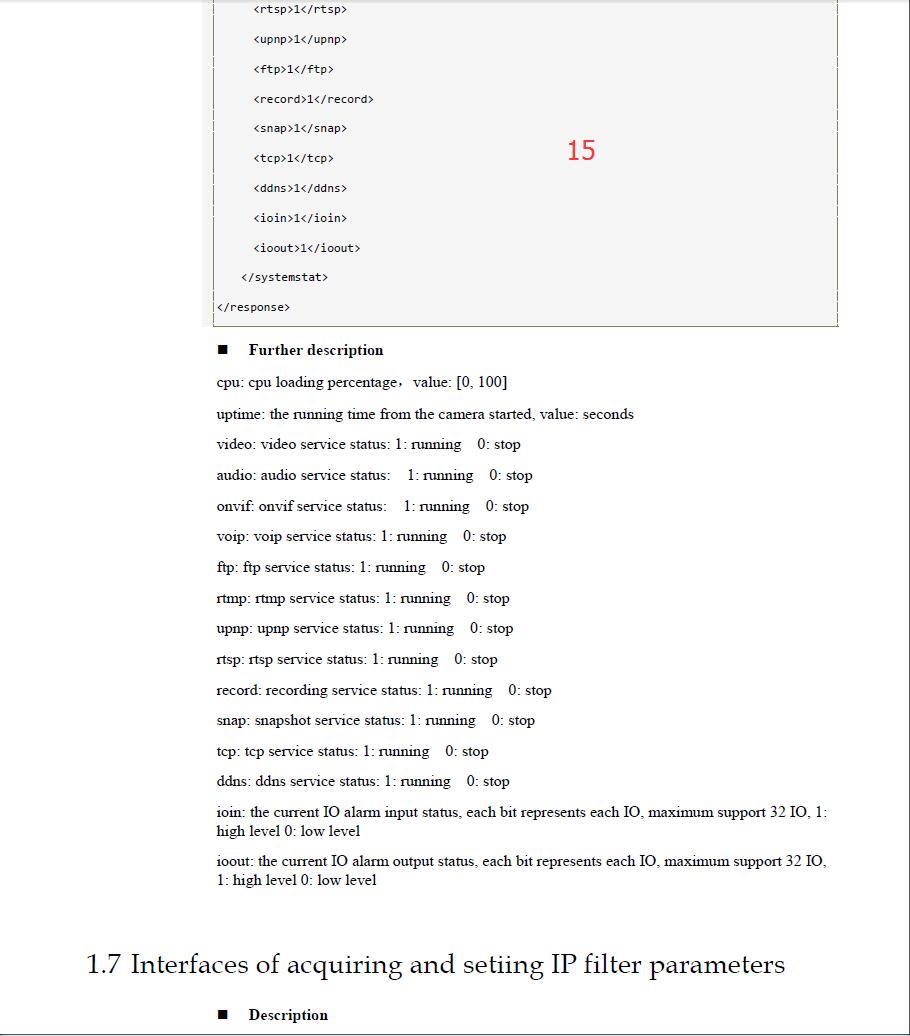 <rtsp>1</rtsp>
<upnp>1</upnp>
<ftp>1</ftp>
<record>1</record>
<snap>1</snap>
15
<tcp>1</tcp>
<ddns>1</ddns>
<ioin>1</ioin>
<ioout>1</ioout>
</systemstat>
</response>
■ Further description
cpu: cpu loading percentage，value: [0, 100]
uptime: the running time from the camera started, value: seconds
video: video service status: 1: running 0: stop
audio: audio service status: 1: running 0: stop
onvif: onvif service status: 1: running 0: stop
voip: voip service status: 1: running 0: stop
ftp: ftp service status: 1: running 0: stop
rtmp: rtmp service status: 1: running 0: stop
upnp: upnp service status: 1: running 0: stop
rtsp: rtsp service status: 1: running 0: stop
record: recording service status: 1: running 0: stop
snap: snapshot service status: 1: running 0: stop
tcp: tcp service status: 1: running 0: stop
ddns: ddns service status: 1: running 0: stop
ioin: the current IO alarm input status, each bit represents each IO, maximum support 32 IO, 1:
high level 0: low level
ioout: the current IO alarm output status, each bit represents each IO, maximum support 32 IO,
1: high level 0: low level
1.7 Interfaces of acquiring and setiing IP filter parameters
■ Description